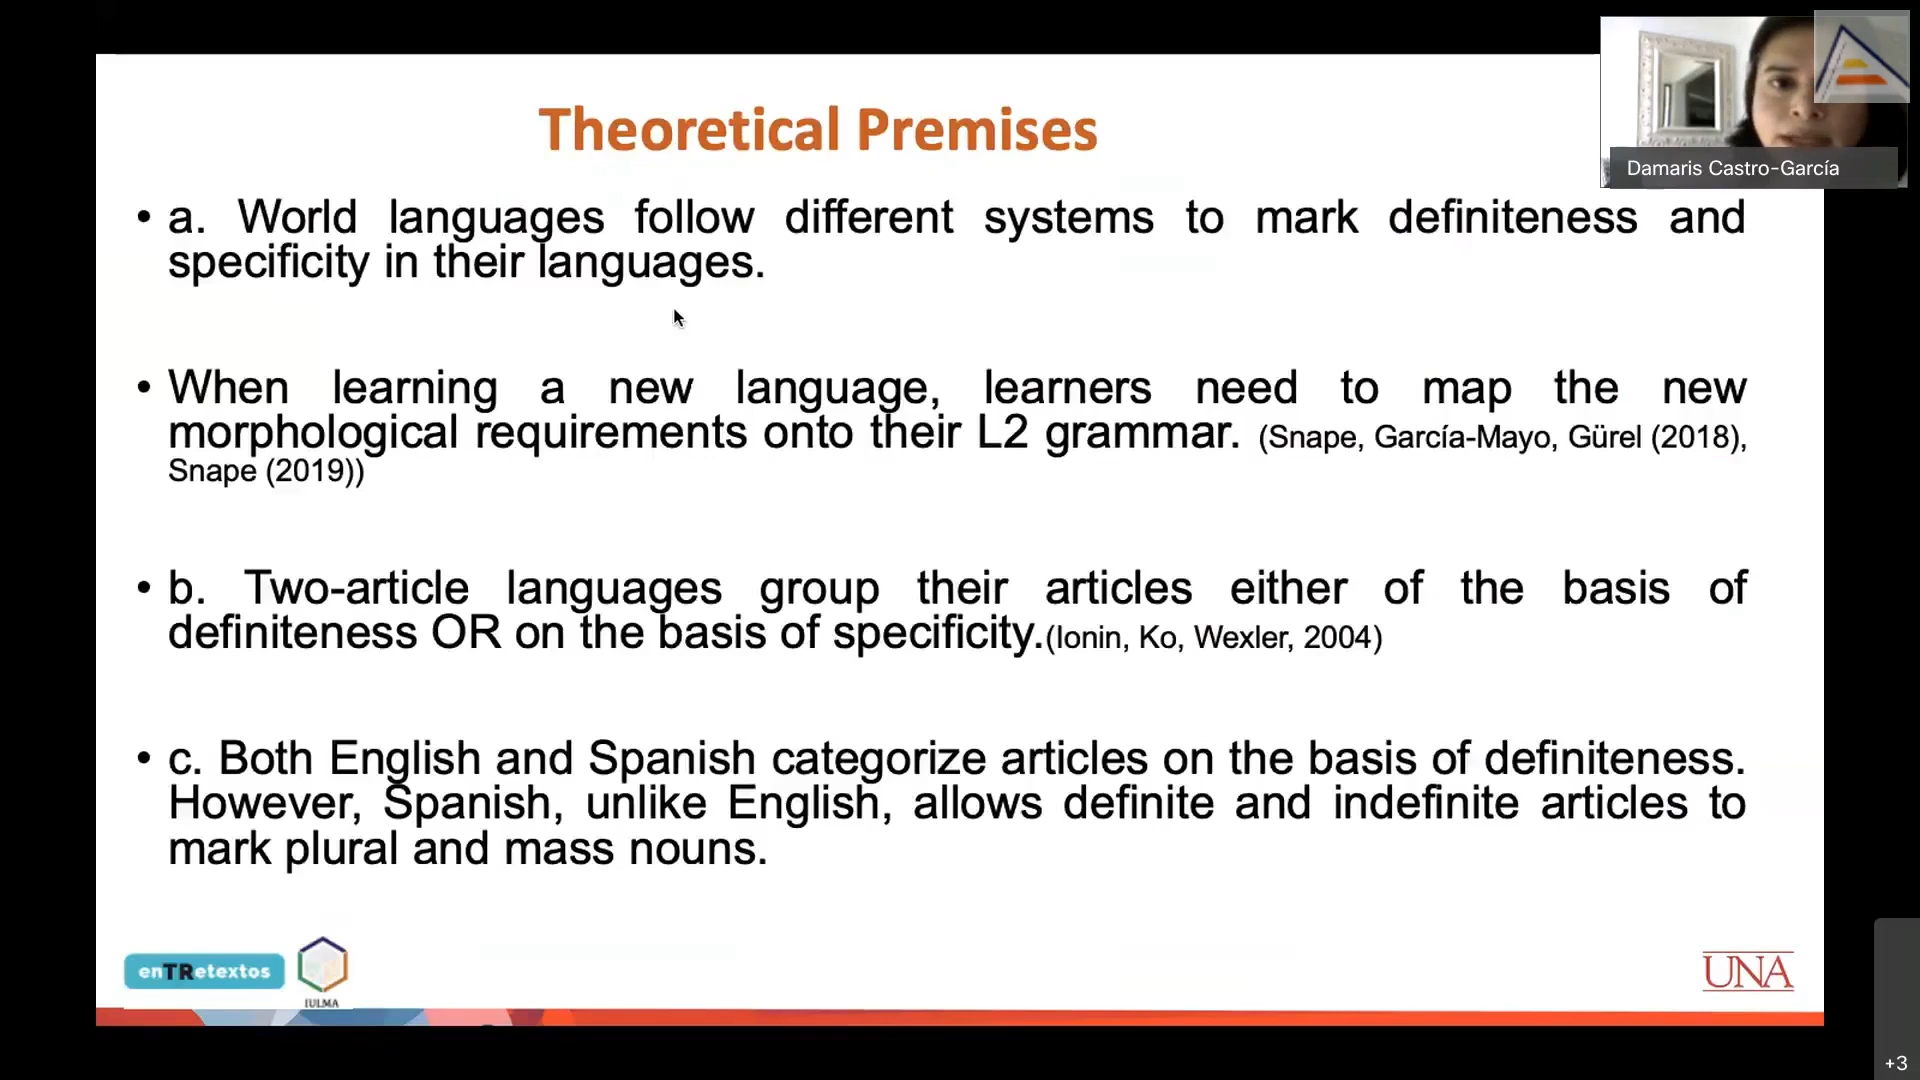 Theoretical Premises
Damaris Castro-García
• a. World languages follow different systems to mark definiteness and
specificity in their languages.
• When learning a new language, learners need to map the new
morphological requirements onto their L2 grammar. (Snape, García-Mayo, Gürel (2018),
Snape (2019))
• b. Two-article languages group their articles either of the basis of
definiteness OR on the basis of specificity.(Ionin, Ko, Wexler, 2004)
• c. Both English and Spanish categorize articles on the basis of definiteness.
However, Spanish, unlike English, allows definite and indefinite articles to
mark plural and mass nouns.
enTRetextos
IULMA
UNA
+3